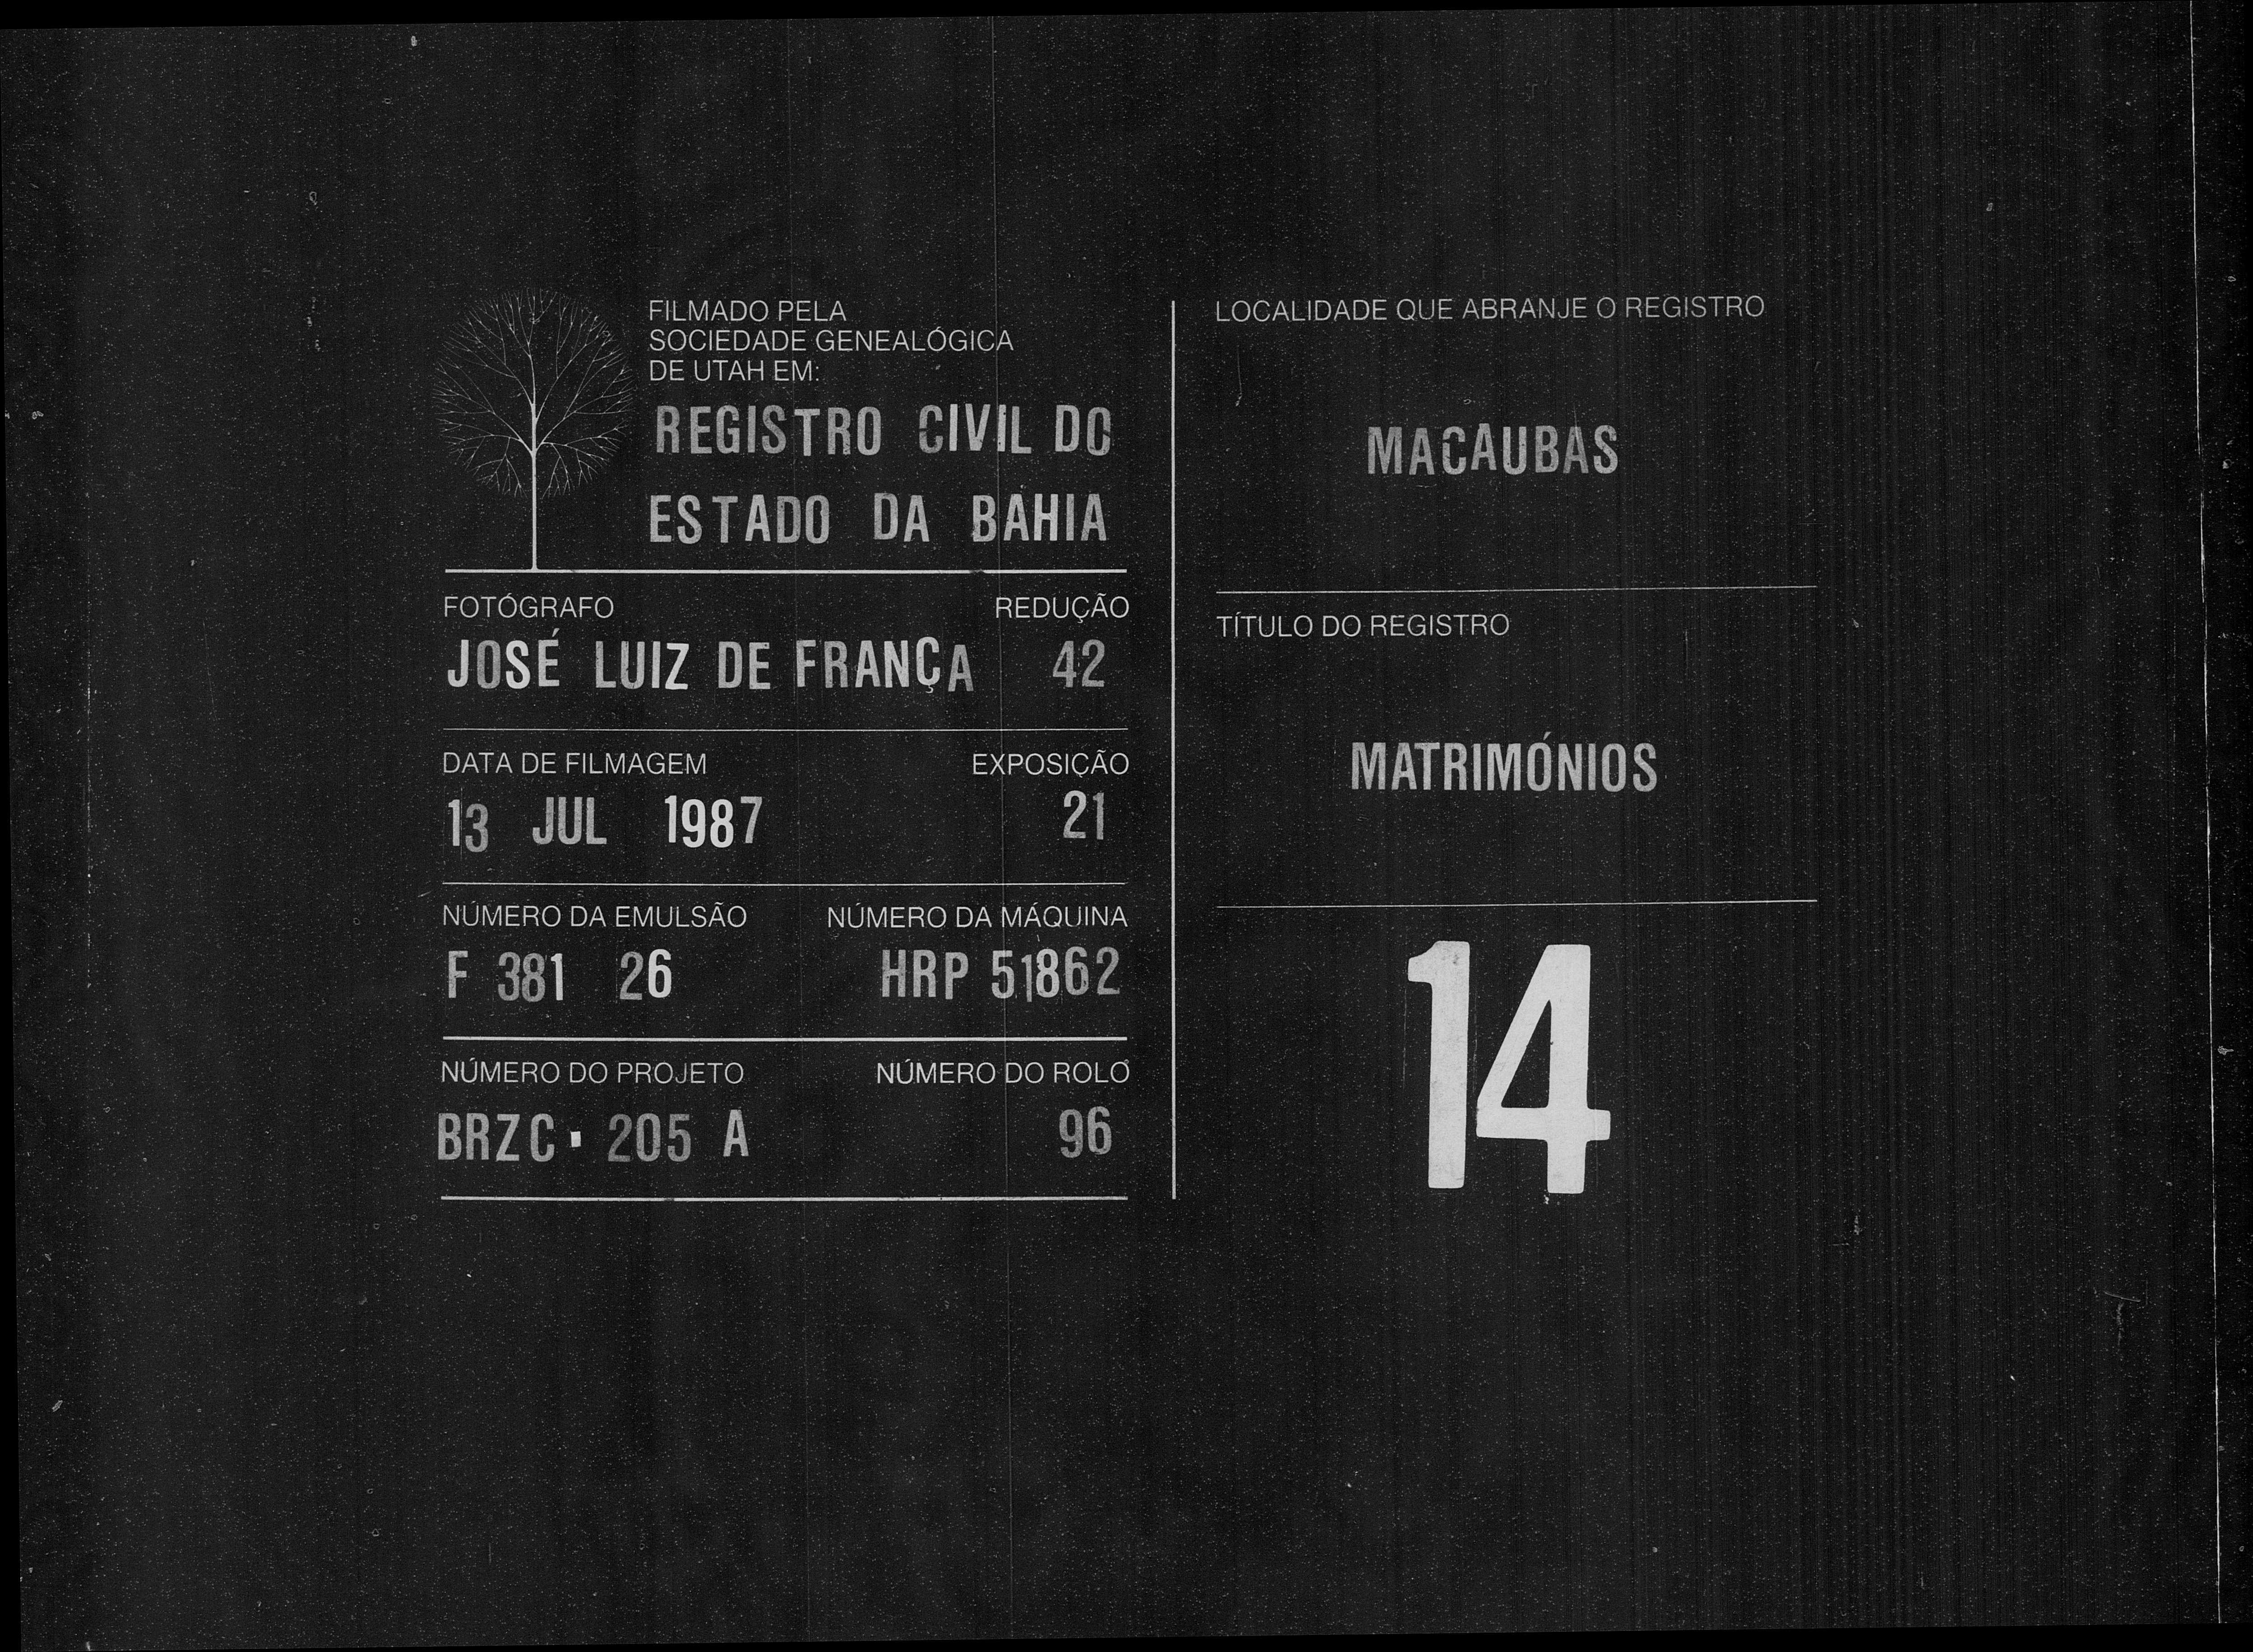 FILMADO PELA
SOCIEDADE GENEALÓGICA
DE UTAH EM:
REGISTRO CIVIL DO
ESTADO DA BAHIA
FOTÓGRAFO REDUÇÃO
JOSÉ LUIZ DE FRANÇA 42
DATA DE FILMAGEM EXPOSIÇÃO
13 JUL 1987 21
NÚMERO DA EMULSÃO NÚMERO DA MÁQUINA
F 381 26 HRP 51862
NÚMERO DO PROJETO NÚMERO DO ROLO
BRZC · 205 A 96
LOCALIDADE QUE ABRANJE O REGISTRO
MACAUBAS
TÍTULO DO REGISTRO
MATRIMÓNIOS
14